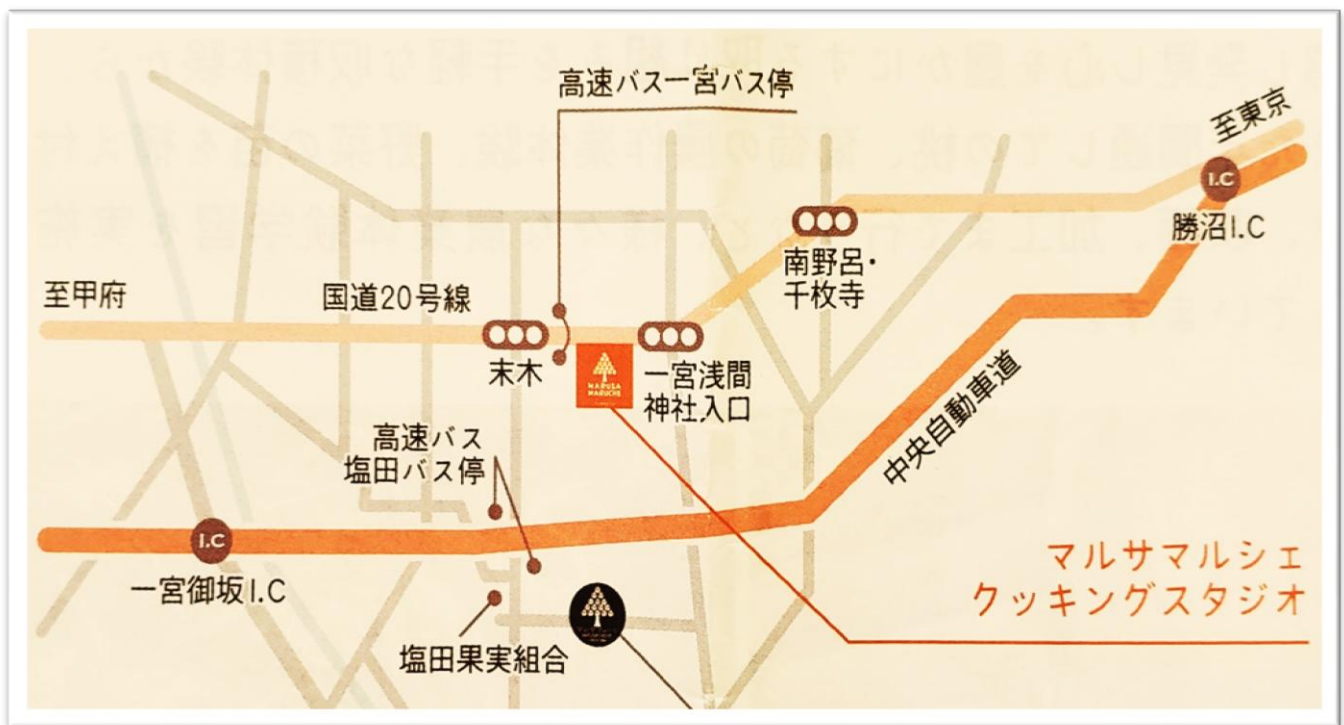 高速バス一宮バス停
至東京
I.C
勝沼I.C
南野呂・
千枚寺
至甲府
国道20号線
末木
MARUSA
MARUCHE
一宮浅間
神社入口
高速バス
塩田バス停
中央自動車道
I.C
一宮御坂I.C
マルサマルシェ
クッキングスタジオ
塩田果実組合